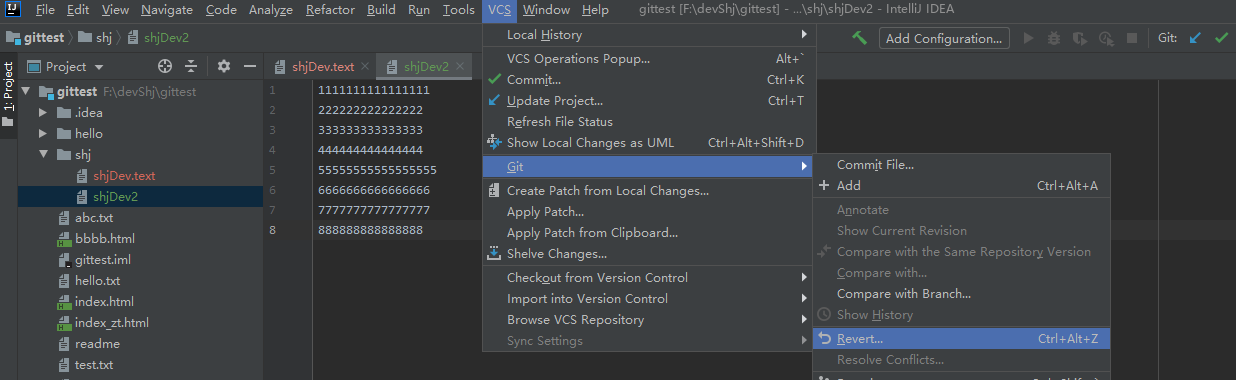 File Edit View Navigate Code Analyze Refactor Build Run Tools VCS Window Help gittest [F:\devShj\gittest] - ...\shj\shjDev2 - IntelliJ IDEA
gittest shj shjDev2
Add Configuration...
Git:
1: Project
Project
shjDev.text
shjDev2
gittest F:\devShj\gittest
.idea
hello
shj
shjDev.text
shjDev2
abc.txt
bbbb.html
gittest.iml
hello.txt
index.html
index_zt.html
readme
test.txt
1 1111111111111111
2 222222222222222
3 333333333333333
4 444444444444444
5 55555555555555555
6 6666666666666666
7 7777777777777777
8 888888888888888
Local History
VCS Operations Popup... Alt+`
Commit... Ctrl+K
Update Project... Ctrl+T
Refresh File Status
Show Local Changes as UML Ctrl+Alt+Shift+D
Git
Create Patch from Local Changes...
Apply Patch...
Apply Patch from Clipboard...
Shelve Changes...
Checkout from Version Control
Import into Version Control
Browse VCS Repository
Sync Settings
Commit File...
Add Ctrl+Alt+A
Annotate
Show Current Revision
Compare with the Same Repository Version
Compare with...
Compare with Branch...
Show History
Revert... Ctrl+Alt+Z
Resolve Conflicts...